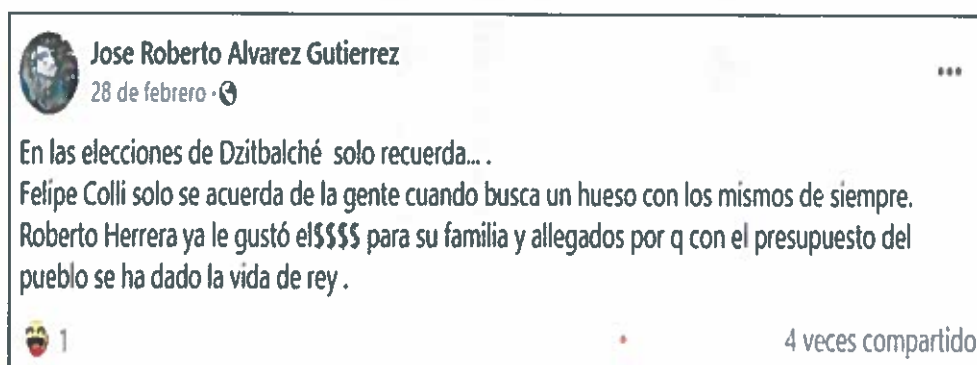 Jose Roberto Alvarez Gutierrez
28 de febrero ·
En las elecciones de Dzitbalché solo recuerda... .
Felipe Colli solo se acuerda de la gente cuando busca un hueso con los mismos de siempre.
Roberto Herrera ya le gustó el$$$$ para su familia y allegados por q con el presupuesto del
pueblo se ha dado la vida de rey .
1
4 veces compartido